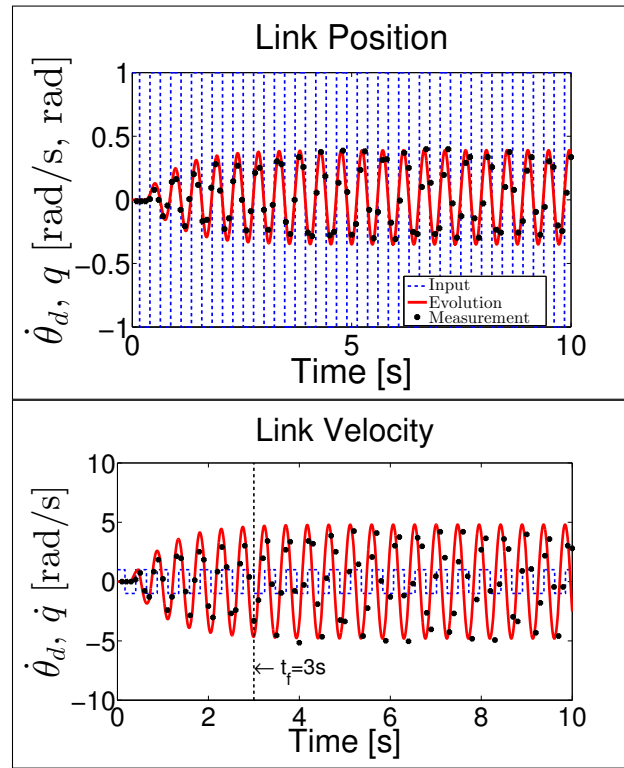 Link Position
θ̇_d, q [rad/s, rad]
1
0.5
0
−0.5
−1
Input
Evolution
Measurement
0 5 10
Time [s]
Link Velocity
θ̇_d, q̇ [rad/s]
10
5
0
−5
−10
← t_f=3s
0 2 4 6 8 10
Time [s]